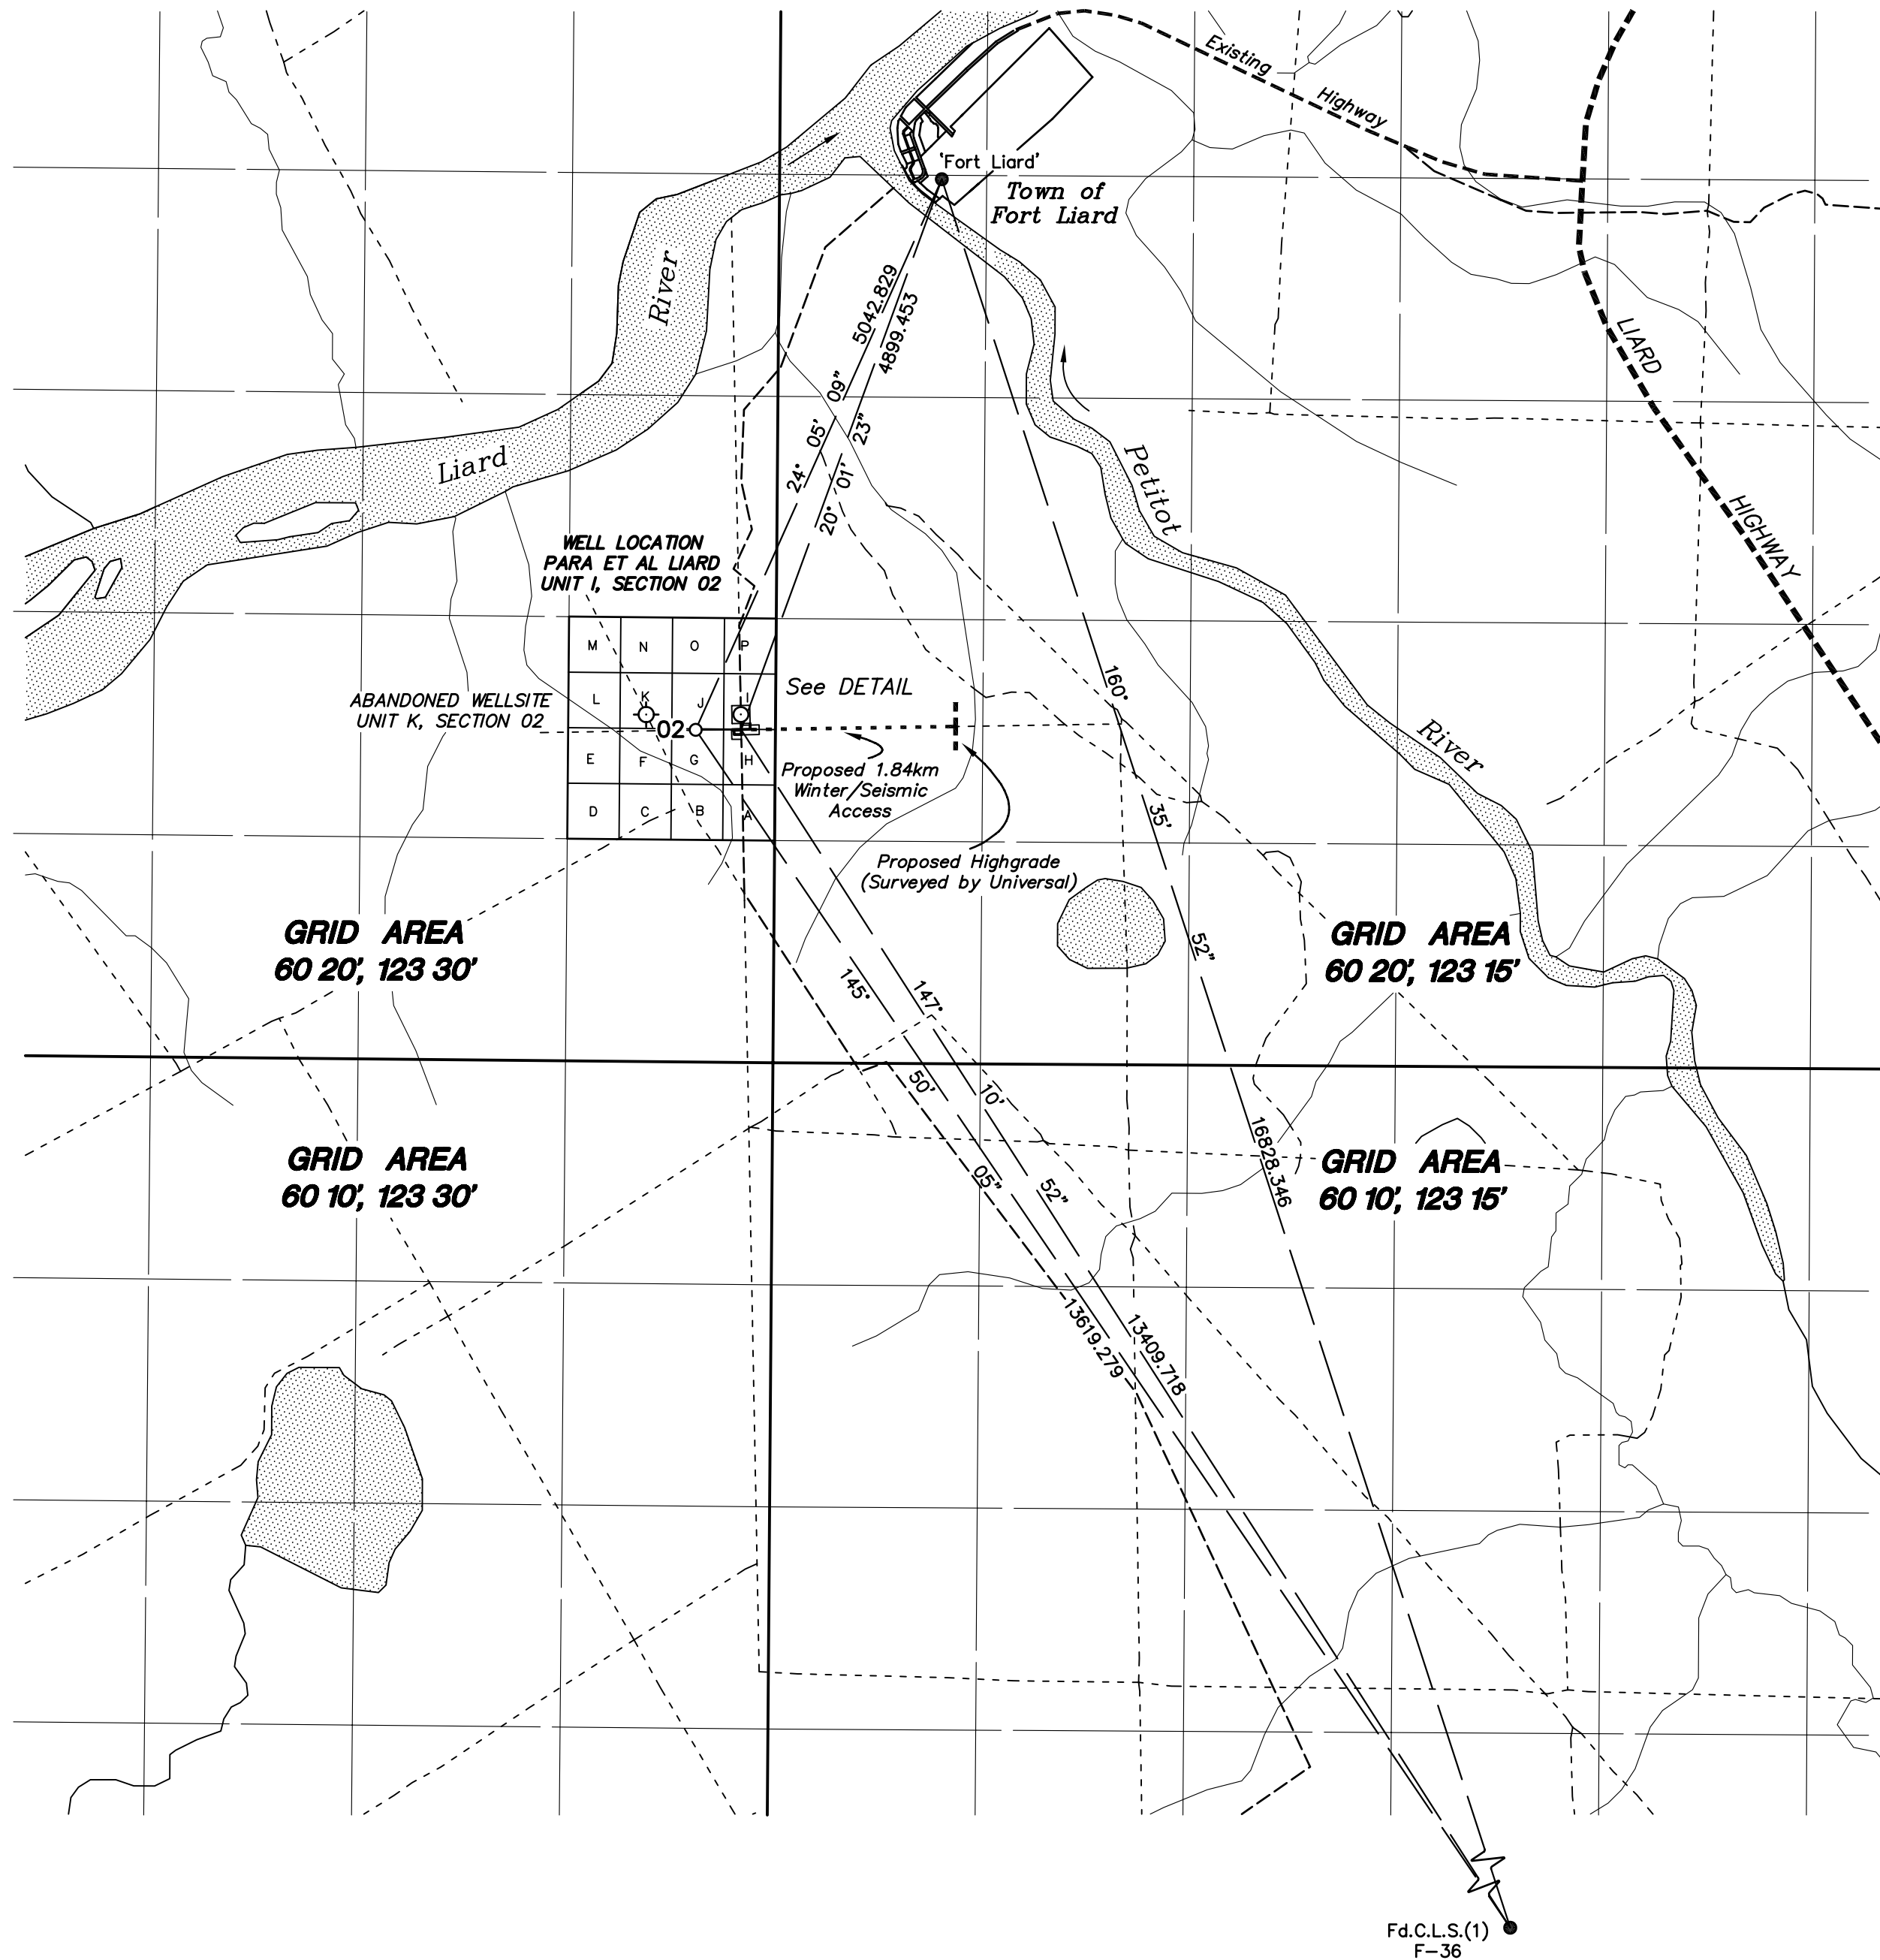 Existing
Highway
'Fort Liard'
Town of
Fort Liard
River
5042.829
4899.453
LIARD
HIGHWAY
09"
05'
24°
23"
01'
20°
Liard
Petitot
River
WELL LOCATION
PARA ET AL LIARD
UNIT I, SECTION 02
M N O P
L K J I
ABANDONED WELLSITE
UNIT K, SECTION 02
02
E F G H
D C B A
See DETAIL
Proposed 1.84km
Winter/Seismic
Access
Proposed Highgrade
(Surveyed by Universal)
160°
35'
52"
16828.346
GRID AREA
60 20', 123 30'
GRID AREA
60 20', 123 15'
145°
50'
05"
13619.279
147°
10'
52"
13409.718
GRID AREA
60 10', 123 30'
GRID AREA
60 10', 123 15'
Fd.C.L.S.(1)
F-36